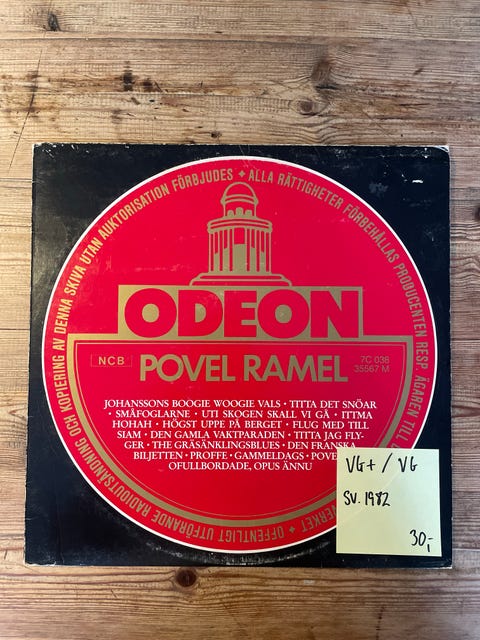 OCH KOPIERING AV DENNA SKIVA UTAN AUKTORISATION FÖRBJUDES ✦ ALLA RÄTTIGHETER FÖRBEHÅLLAS PRODUCENTEN RESP. ÄGAREN TILL
VERKET ✦ OFFENTLIGT UTFÖRANDE RADIOUTSÄNDNING
ODEON
NCB
POVEL RAMEL
7C 038
35567 M
JOHANSSONS BOOGIE WOOGIE VALS • TITTA DET SNÖAR
• SMÅFOGLARNE • UTI SKOGEN SKALL VI GÅ • TITMA
HOHAH • HÖGST UPPE PÅ BERGET • FLUG MED TILL
SIAM • DEN GAMLA VAKTPARADEN • TITTA JAG FLY-
GER • THE GRÄSÄNKLINGSBLUES • DEN FRANSKA
BILJETTEN • PROFFE • GAMMELDAGS • POVE
OFULLBORDADE, OPUS ÄNNU
VG+ / VG
SV. 1982
30,-